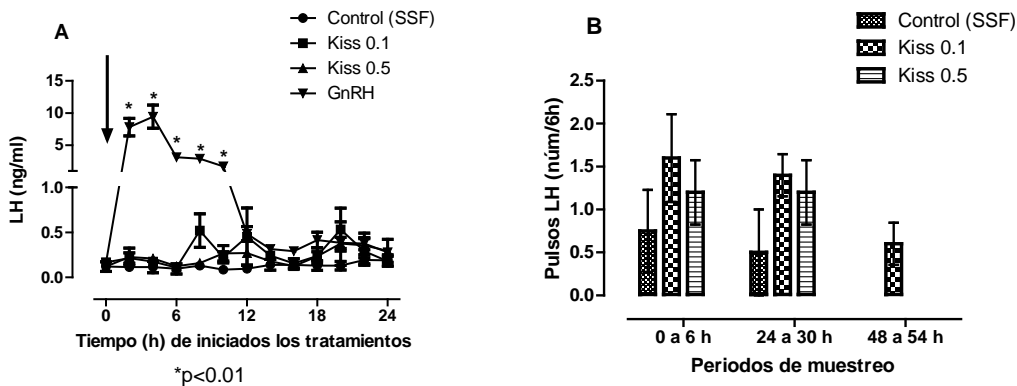 A
Control (SSF)
Kiss 0.1
Kiss 0.5
GnRH
LH (ng/ml)
15
10
5
1.0
0.5
0.0
* * * * *
0 6 12 18 24
Tiempo (h) de iniciados los tratamientos
*p<0.01
B
Control (SSF)
Kiss 0.1
Kiss 0.5
Pulsos LH (núm/6h)
2.5
2.0
1.5
1.0
0.5
0.0
0 a 6 h 24 a 30 h 48 a 54 h
Periodos de muestreo